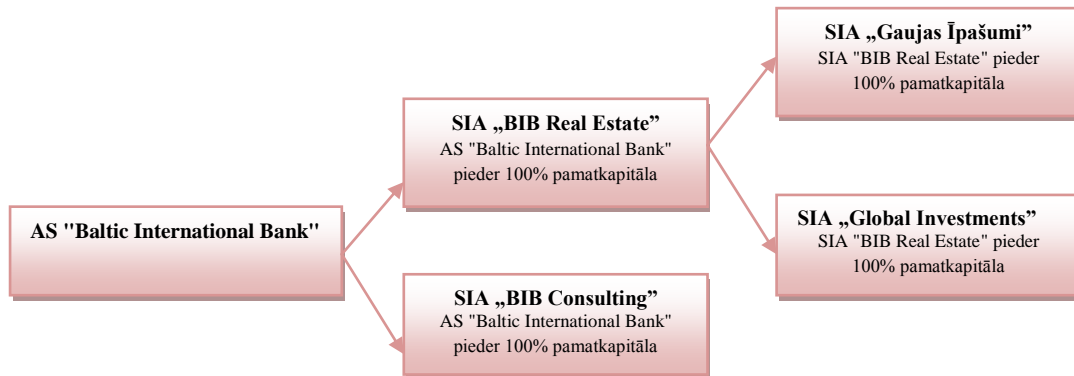 AS "Baltic International Bank"
SIA „BIB Real Estate”
AS "Baltic International Bank"
pieder 100% pamatkapitāla
SIA „BIB Consulting”
AS "Baltic International Bank"
pieder 100% pamatkapitāla
SIA „Gaujas Īpašumi”
SIA "BIB Real Estate" pieder
100% pamatkapitāla
SIA „Global Investments”
SIA "BIB Real Estate" pieder
100% pamatkapitāla